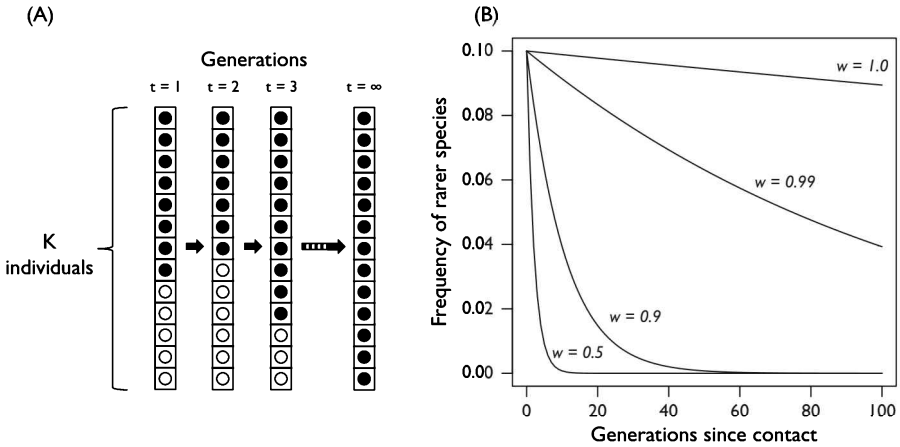 (A)
Generations
t = 1 t = 2 t = 3 t = ∞
K
individuals
(B)
Frequency of rarer species
0.10
0.08
0.06
0.04
0.02
0.00
w = 1.0
w = 0.99
w = 0.9
w = 0.5
0 20 40 60 80 100
Generations since contact